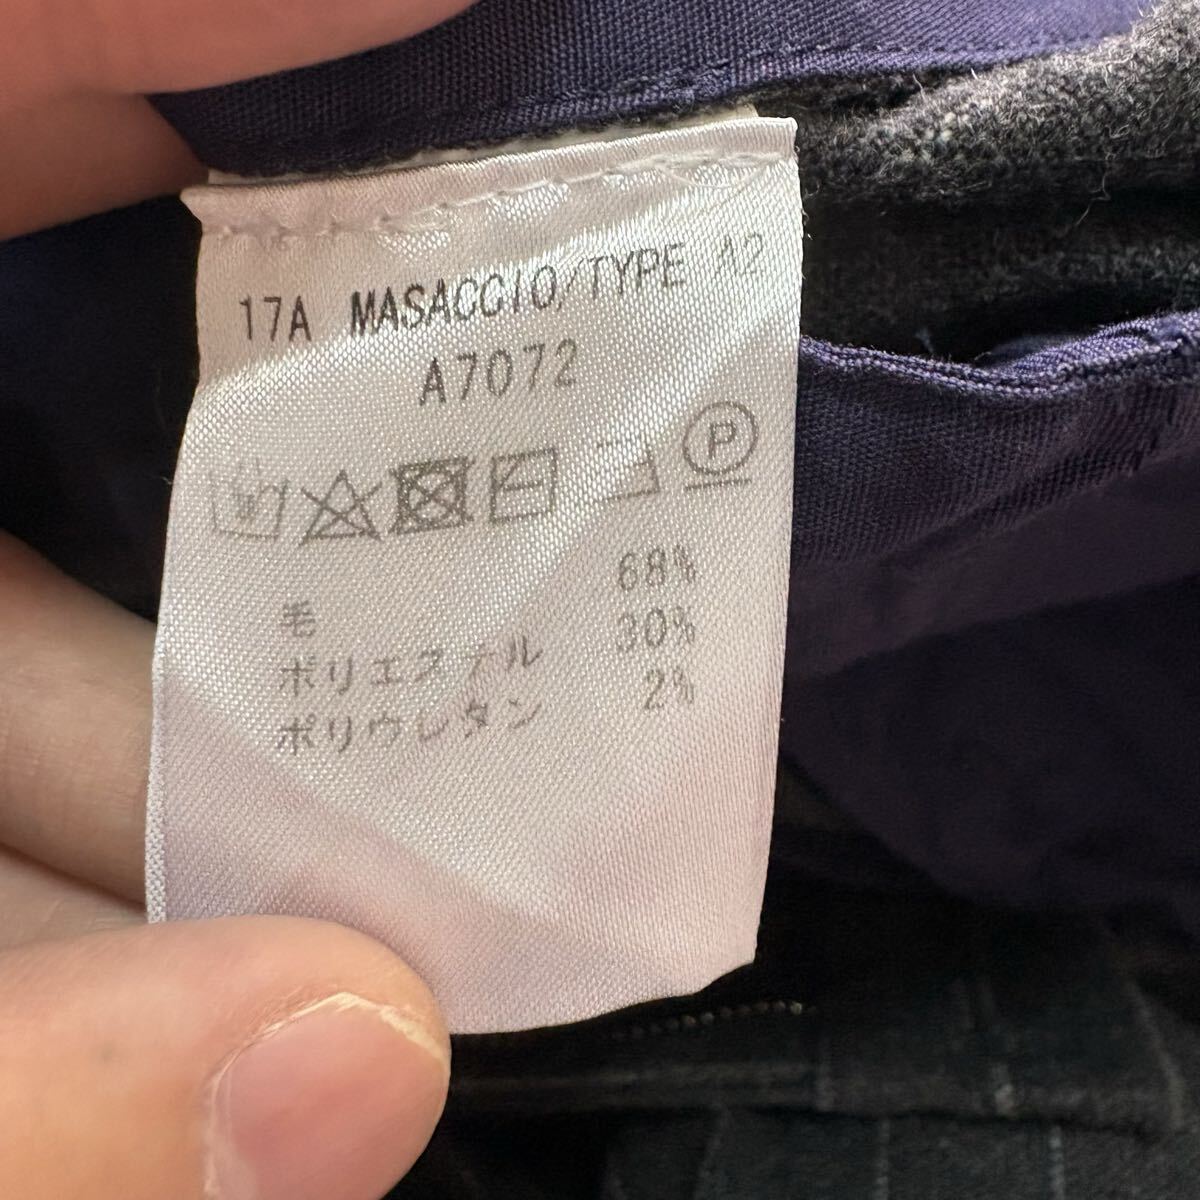 17A MASACCIO/TYPE A2
A7072
P
毛 68%
ポリエステル 30%
ポリウレタン 2%